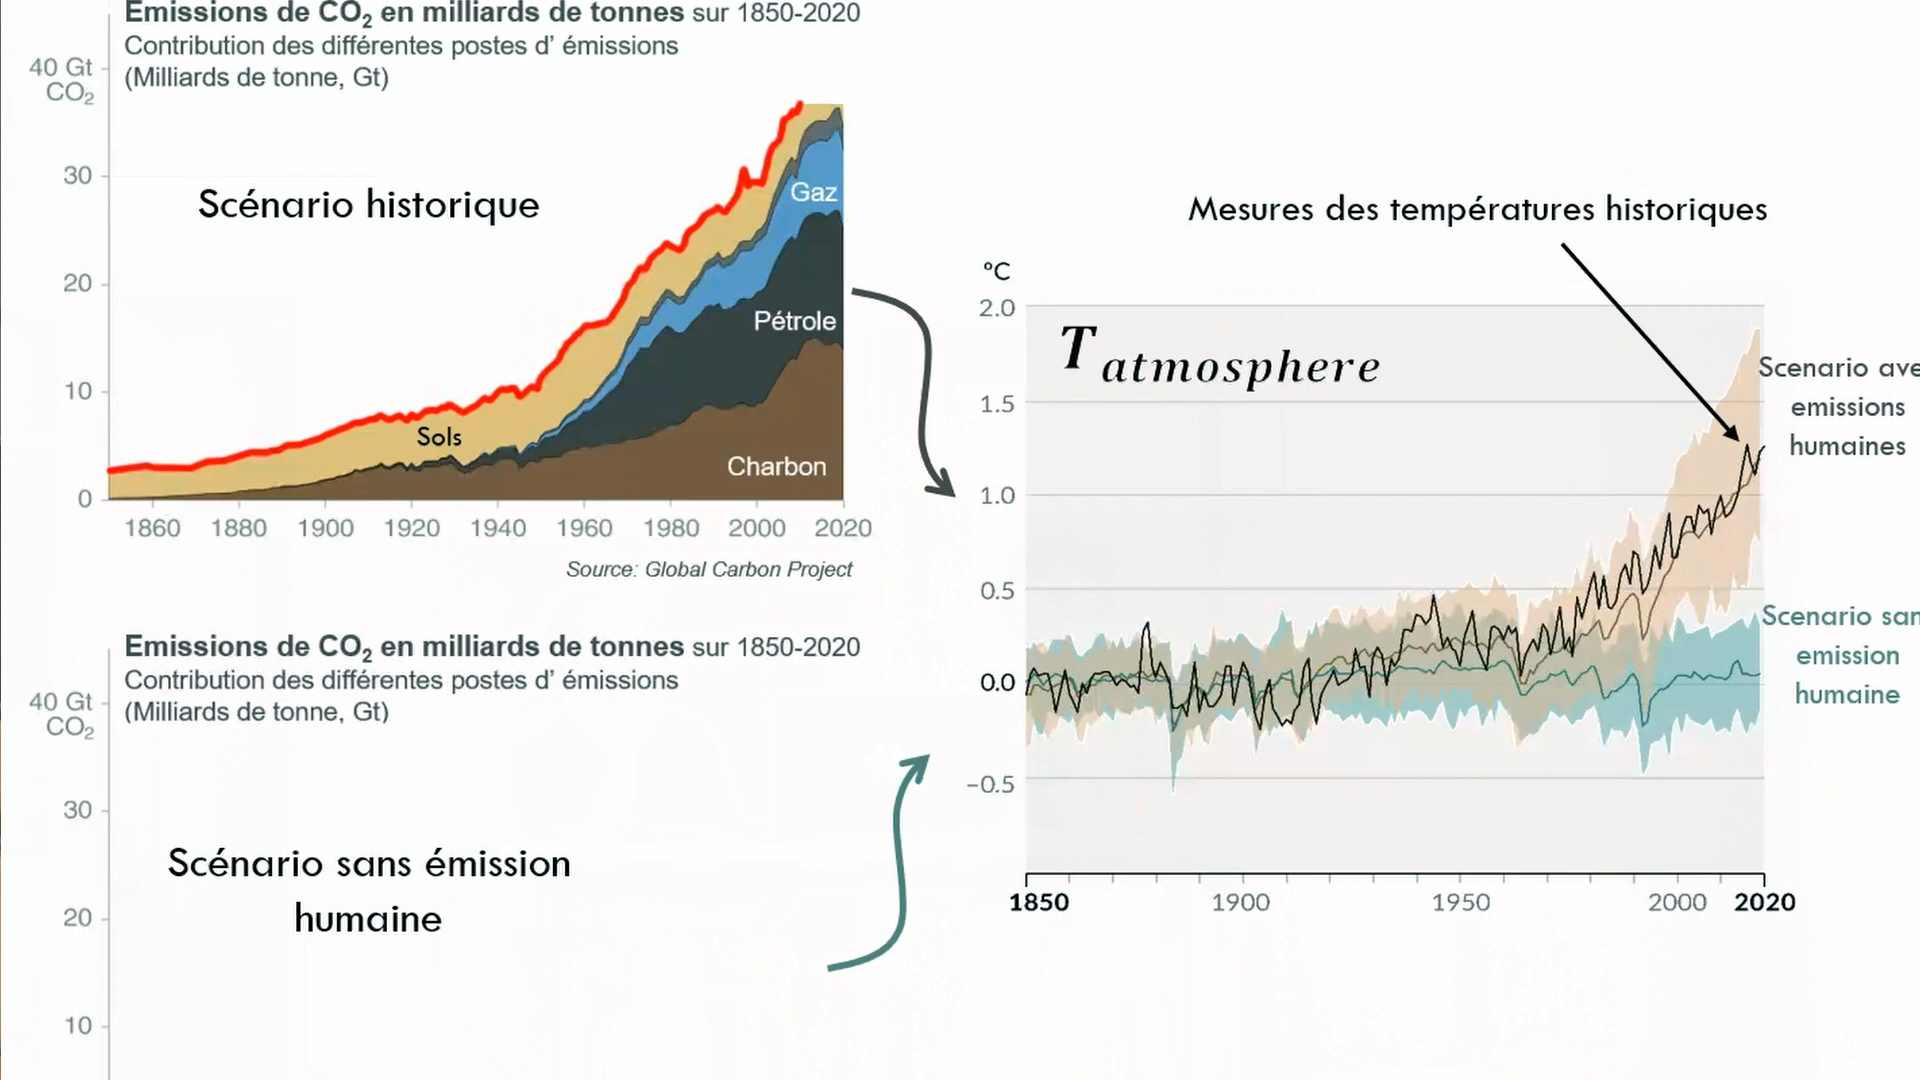 Emissions de CO₂ en milliards de tonnes sur 1850-2020
Contribution des différentes postes d' émissions
(Milliards de tonne, Gt)
40 Gt
CO₂
30
20
10
0
Scénario historique
Gaz
Pétrole
Sols
Charbon
1860 1880 1900 1920 1940 1960 1980 2000 2020
Source: Global Carbon Project
Emissions de CO₂ en milliards de tonnes sur 1850-2020
Contribution des différentes postes d' émissions
(Milliards de tonne, Gt)
40 Gt
CO₂
30
20
10
Scénario sans émission
humaine
Mesures des températures historiques
°C
2.0
1.5
1.0
0.5
0.0
−0.5
T atmosphere
Scenario ave
emissions
humaines
Scenario san
emission
humaine
1850 1900 1950 2000 2020